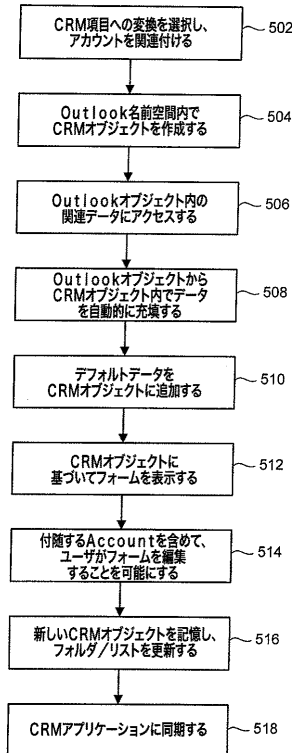 CRM項目への変換を選択し、
アカウントを関連付ける
502
Outlook名前空間内で
CRMオブジェクトを作成する
504
Outlookオブジェクト内の
関連データにアクセスする
506
Outlookオブジェクトから
CRMオブジェクト内でデータ
を自動的に充填する
508
デフォルトデータを
CRMオブジェクトに追加する
510
CRMオブジェクトに
基づいてフォームを表示する
512
付随するAccountを含めて、
ユーザがフォームを編集
することを可能にする
514
新しいCRMオブジェクトを記憶し、
フォルダ/リストを更新する
516
CRMアプリケーションに同期する
518